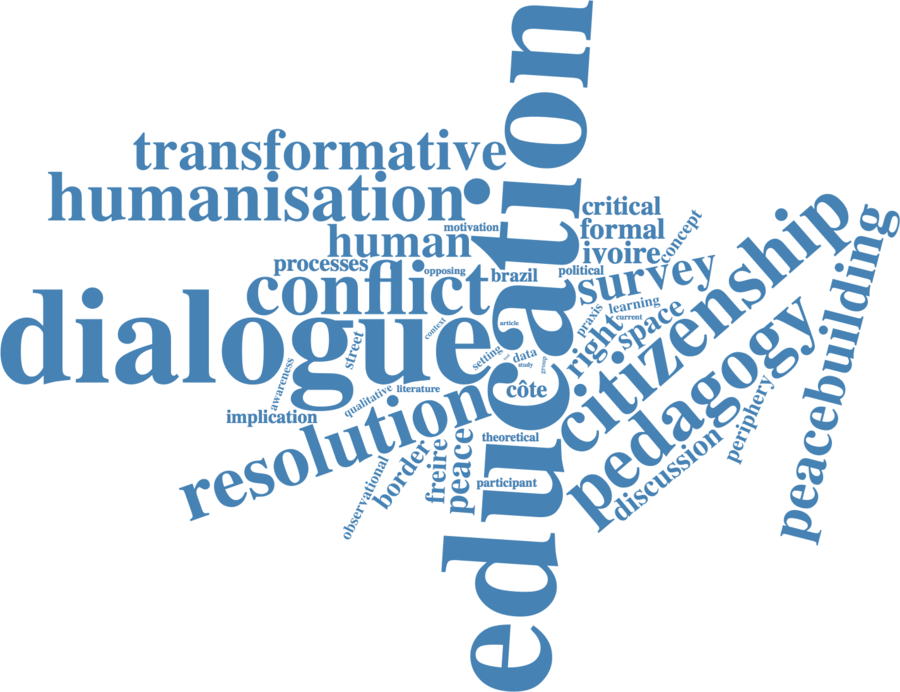 education
transformative
humanisation
critical
motivation
formal
human
concept
ivoire
processes
opposing
brazil
political
conflict
survey
citizenship
peacebuilding
learning
dialogue
context
article
praxis
current
space
street
right
setting
data
study
pedagogy
awareness
qualitative
literature
côte
periphery
implication
resolution
theoretical
discussion
border
freire
peace
participant
observational